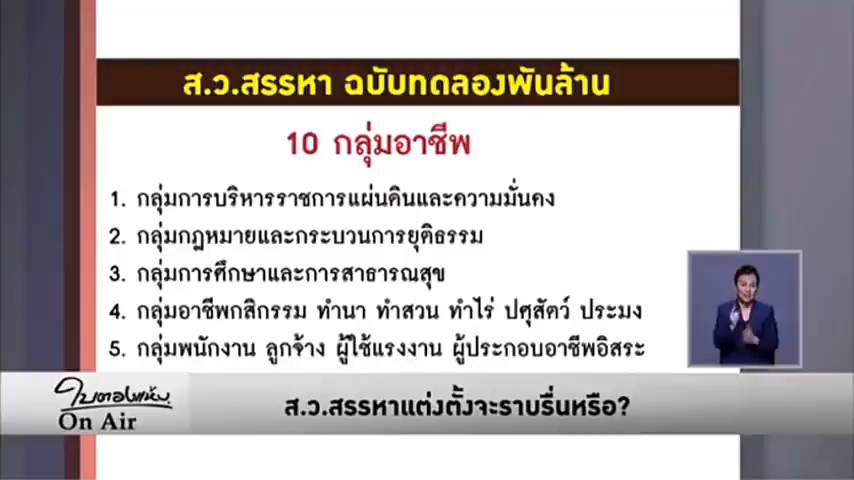 ส.ว.สรรหา ฉบับทดลองพันล้าน
10 กลุ่มอาชีพ
1. กลุ่มการบริหารราชการแผ่นดินและความมั่นคง
2. กลุ่มกฎหมายและกระบวนการยุติธรรม
3. กลุ่มการศึกษาและการสาธารณสุข
4. กลุ่มอาชีพกสิกรรม ทำนา ทำสวน ทำไร่ ปศุสัตว์ ประมง
5. กลุ่มพนักงาน ลูกจ้าง ผู้ใช้แรงงาน ผู้ประกอบอาชีพอิสระ
ใบตองแห้ง
On Air
ส.ว.สรรหาแต่งตั้งจะราบรื่นหรือ?